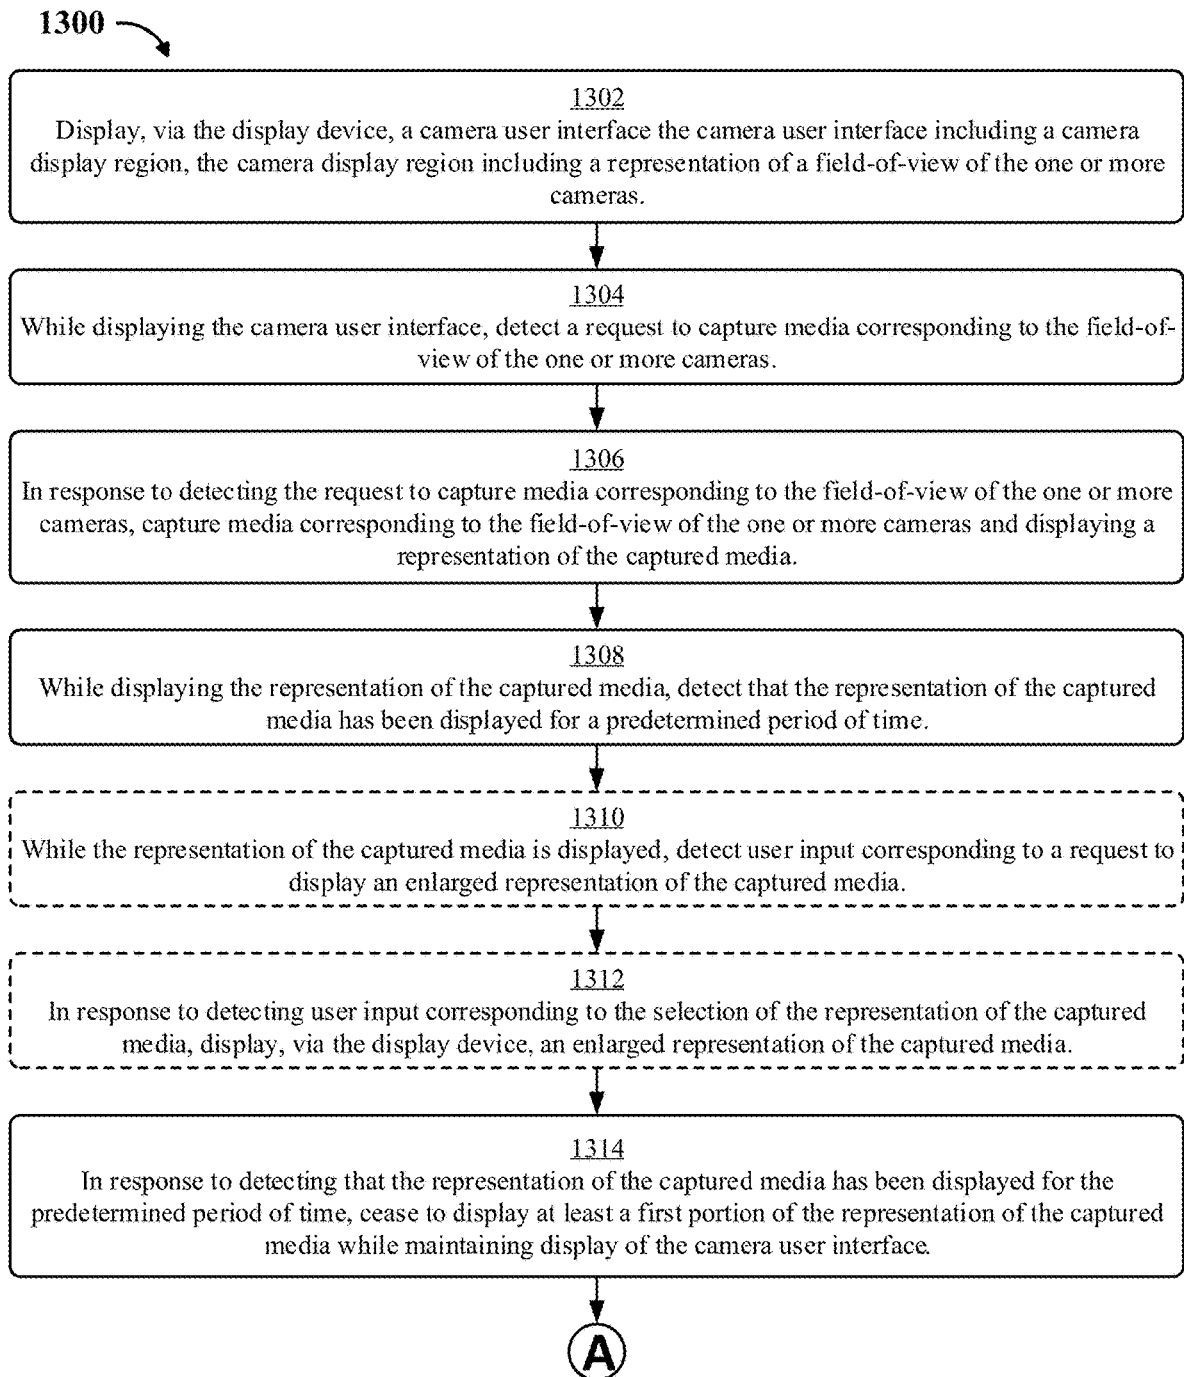 1300
1302
Display, via the display device, a camera user interface the camera user interface including a camera
display region, the camera display region including a representation of a field-of-view of the one or more
cameras.
1304
While displaying the camera user interface, detect a request to capture media corresponding to the field-of-
view of the one or more cameras.
1306
In response to detecting the request to capture media corresponding to the field-of-view of the one or more
cameras, capture media corresponding to the field-of-view of the one or more cameras and displaying a
representation of the captured media.
1308
While displaying the representation of the captured media, detect that the representation of the captured
media has been displayed for a predetermined period of time.
1310
While the representation of the captured media is displayed, detect user input corresponding to a request to
display an enlarged representation of the captured media.
1312
In response to detecting user input corresponding to the selection of the representation of the captured
media, display, via the display device, an enlarged representation of the captured media.
1314
In response to detecting that the representation of the captured media has been displayed for the
predetermined period of time, cease to display at least a first portion of the representation of the captured
media while maintaining display of the camera user interface.
A